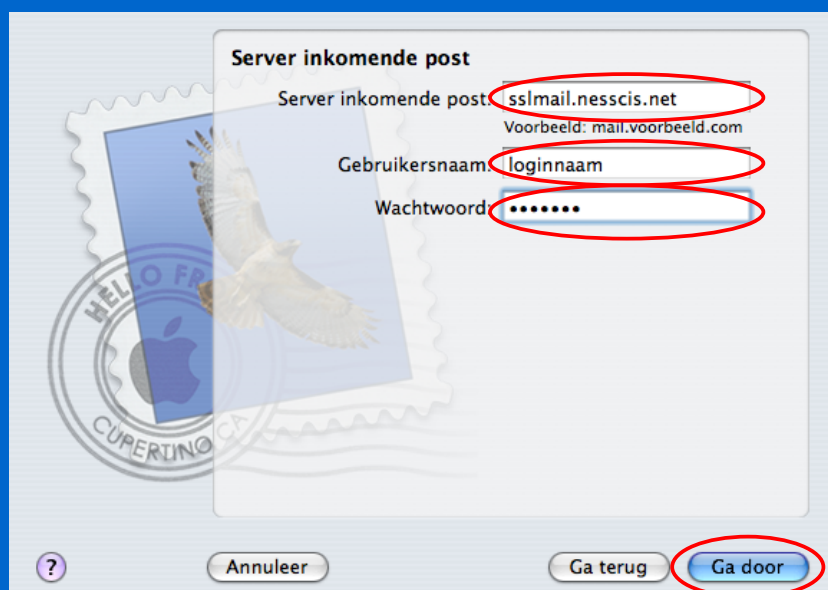 Server inkomende post
Server inkomende post: sslmail.nesscis.net
Voorbeeld: mail.voorbeeld.com
Gebruikersnaam: loginnaam
Wachtwoord: •••••••
HELLO FR
CUPERTINO CA
?
Annuleer
Ga terug
Ga door